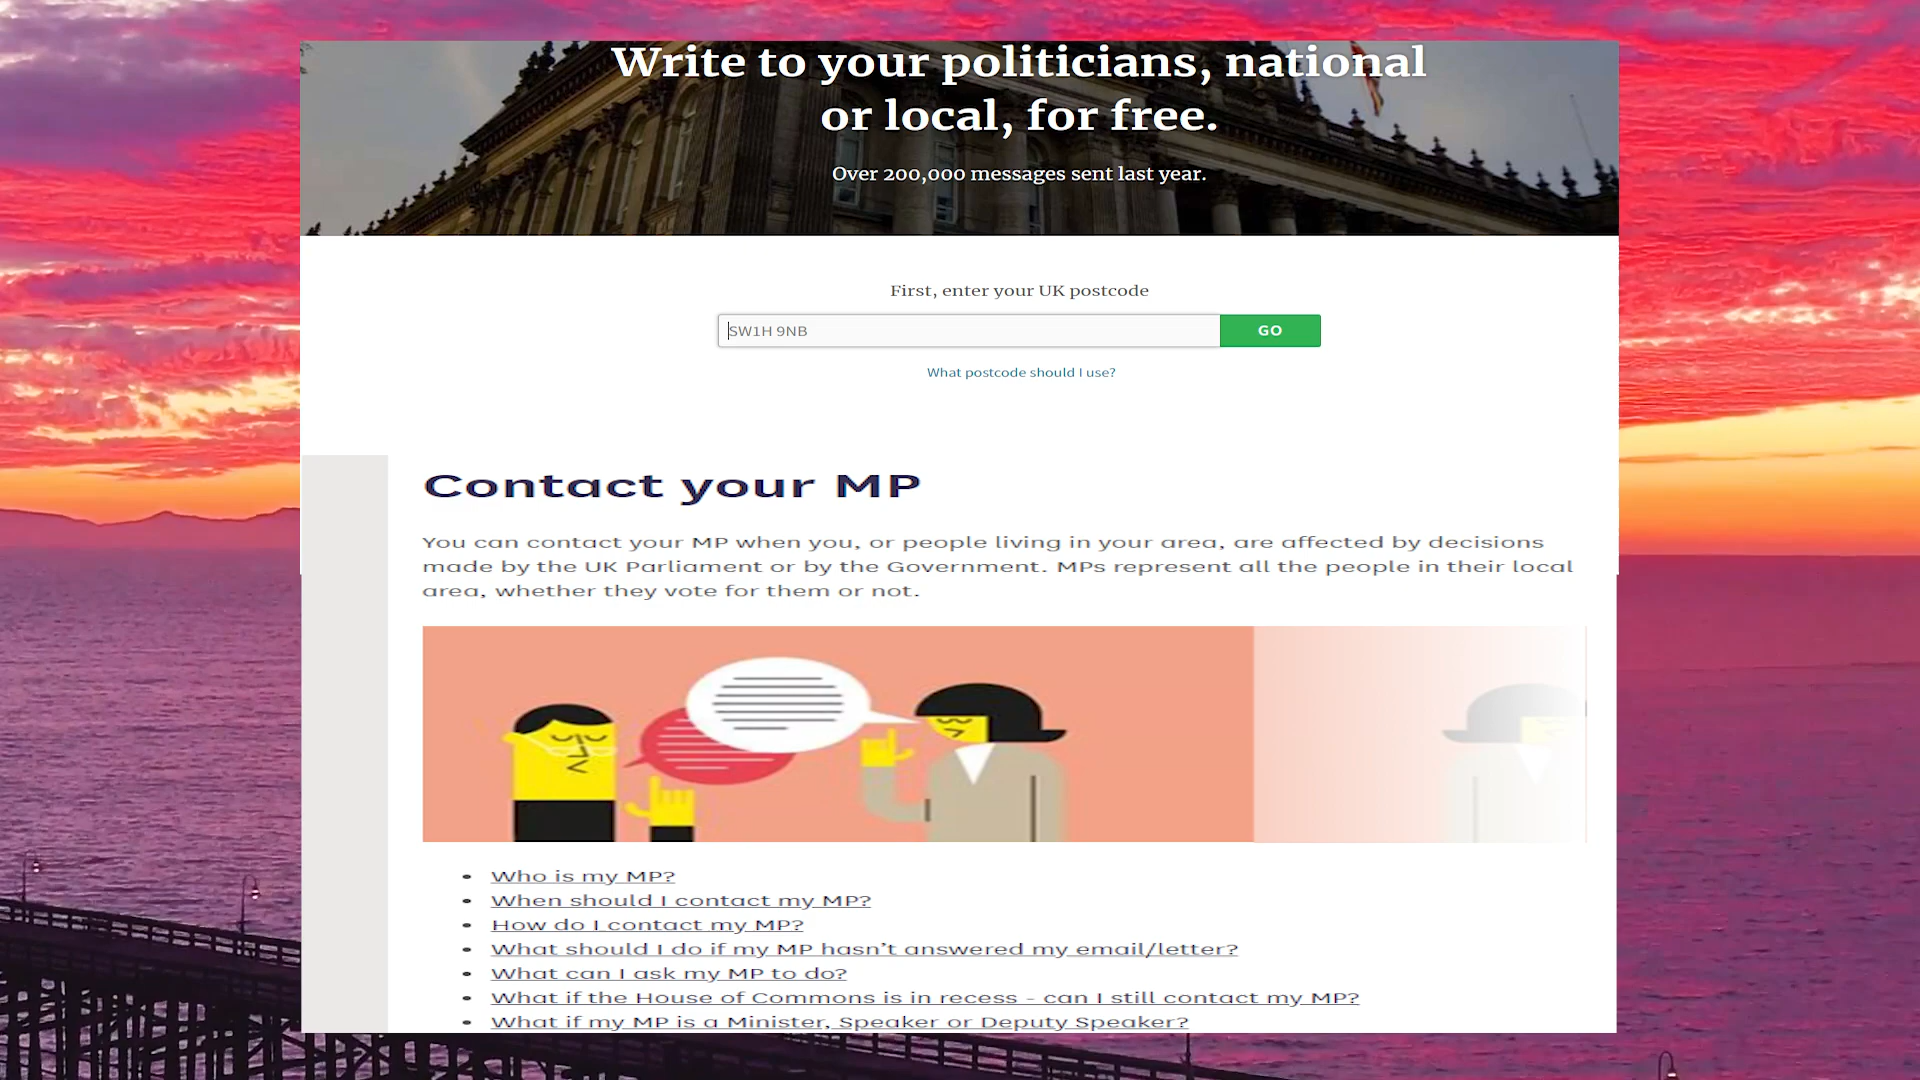 Write to your politicians, national
or local, for free.
Over 200,000 messages sent last year.
First, enter your UK postcode
SW1H 9NB
GO
What postcode should I use?
Contact your MP
You can contact your MP when you, or people living in your area, are affected by decisions
made by the UK Parliament or by the Government. MPs represent all the people in their local
area, whether they vote for them or not.
• Who is my MP?
• When should I contact my MP?
• How do I contact my MP?
• What should I do if my MP hasn’t answered my email/letter?
• What can I ask my MP to do?
• What if the House of Commons is in recess - can I still contact my MP?
• What if my MP is a Minister, Speaker or Deputy Speaker?